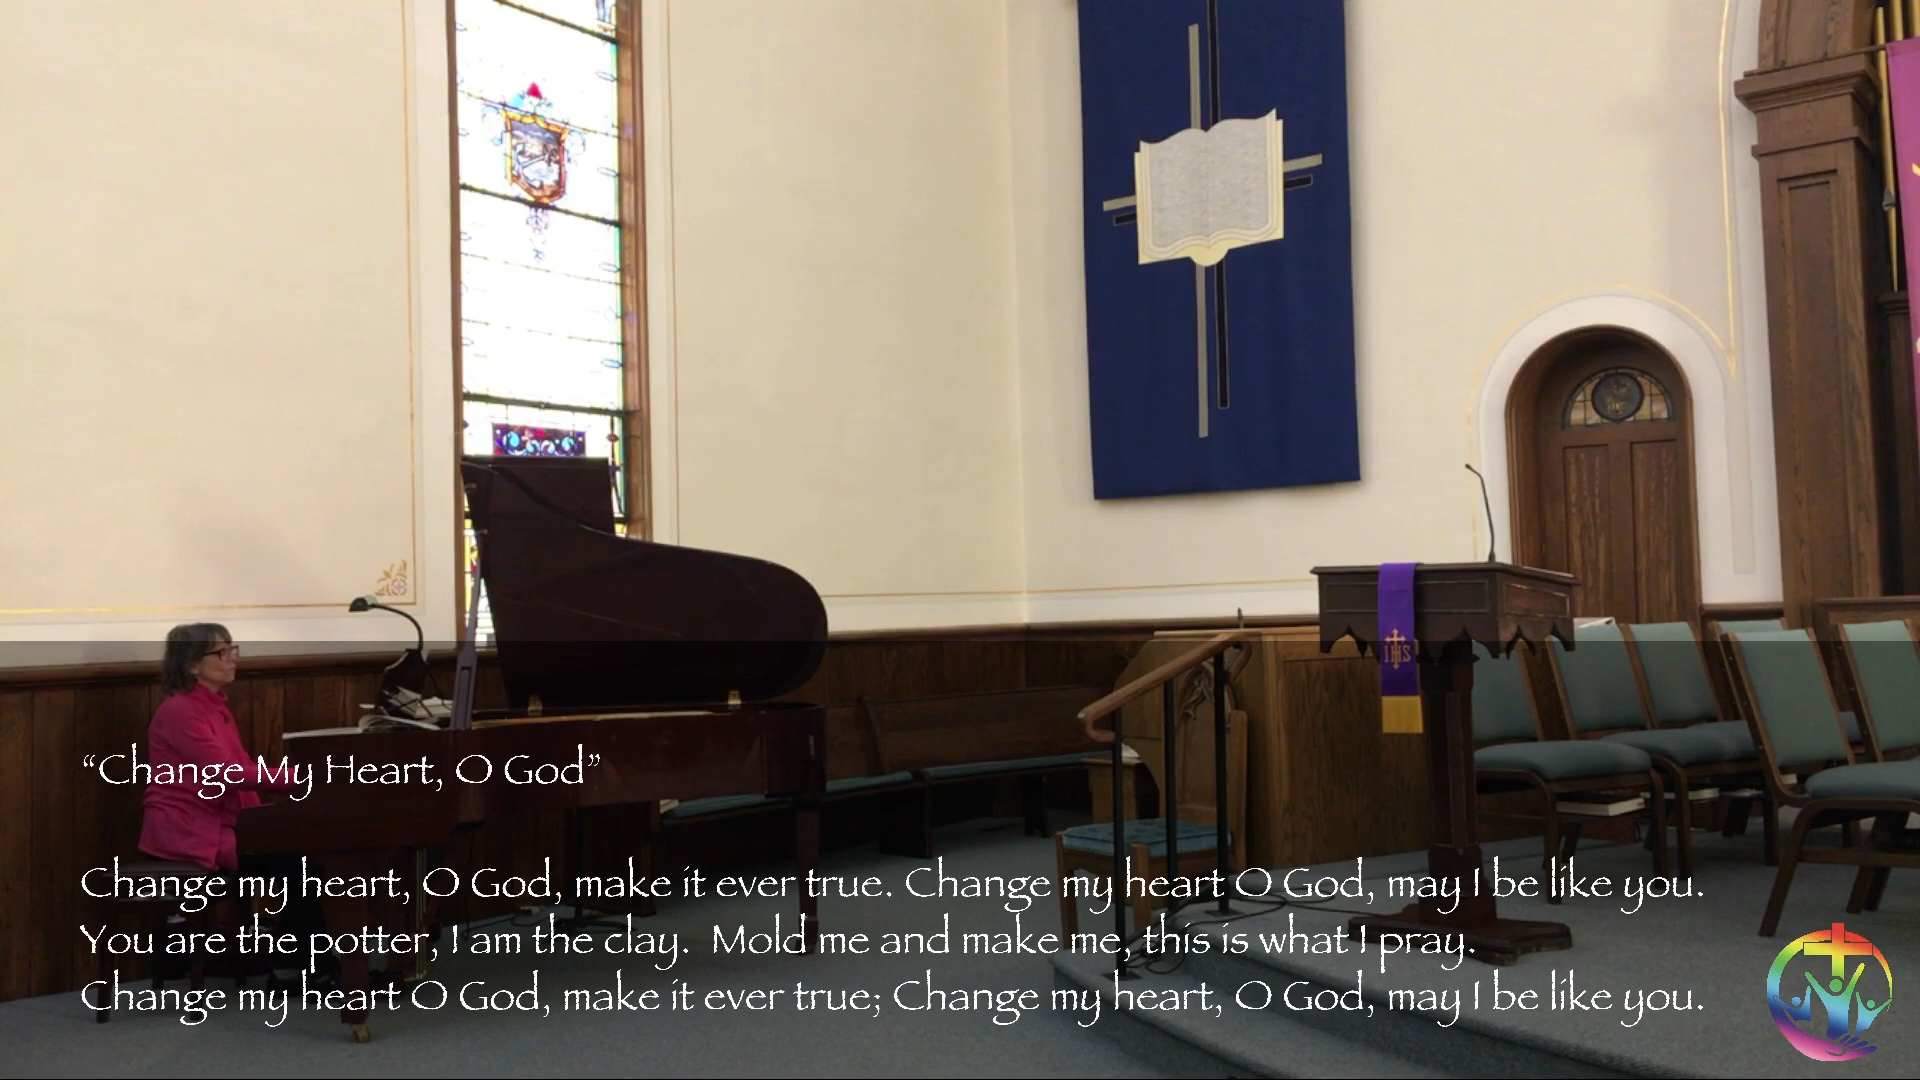 IHS
“Change My Heart, O God”
Change my heart, O God, make it ever true. Change my heart O God, may I be like you.
You are the potter, I am the clay. Mold me and make me, this is what I pray.
Change my heart O God, make it ever true; Change my heart, O God, may I be like you.